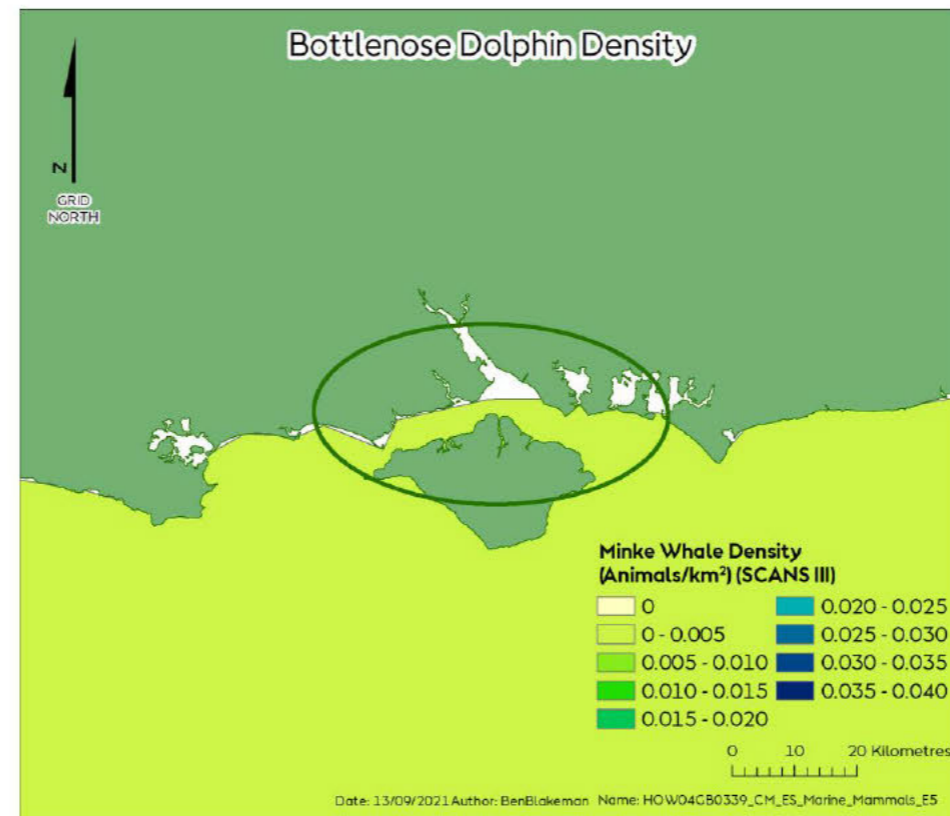 Bottlenose Dolphin Density
N
GRID
NORTH
Minke Whale Density
(Animals/km²) (SCANS III)
0
0 - 0.005
0.005 - 0.010
0.010 - 0.015
0.015 - 0.020
0.020 - 0.025
0.025 - 0.030
0.030 - 0.035
0.035 - 0.040
0 10 20 Kilometres
Date: 13/09/2021 Author: BenBlakeman Name: HOW04GB0339_CM_ES_Marine_Mammals_E5